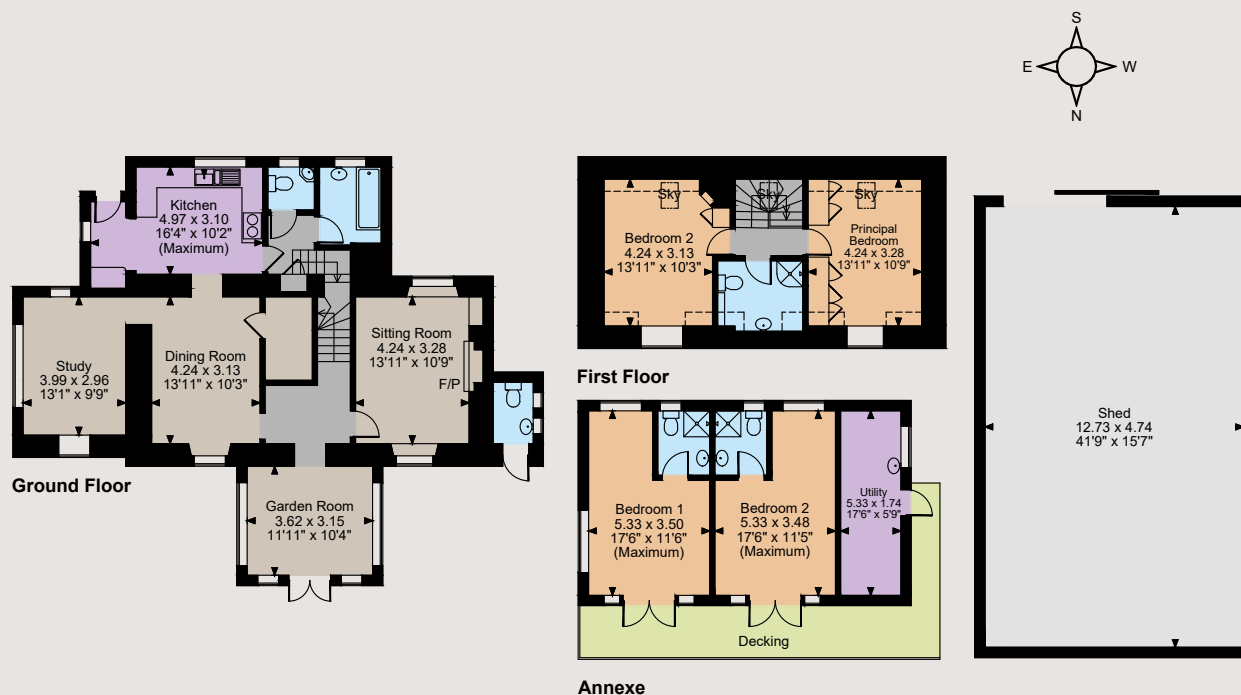 S
E
W
N
Kitchen
4.97 x 3.10
16'4" x 10'2"
(Maximum)
Study
3.99 x 2.96
13'1" x 9'9"
Dining Room
4.24 x 3.13
13'11" x 10'3"
Sitting Room
4.24 x 3.28
13'11" x 10'9"
F/P
Garden Room
3.62 x 3.15
11'11" x 10'4"
Ground Floor
Sky
Sky
Sky
Bedroom 2
4.24 x 3.13
13'11" x 10'3"
Principal
Bedroom
4.24 x 3.28
13'11" x 10'9"
First Floor
Bedroom 1
5.33 x 3.50
17'6" x 11'6"
(Maximum)
Bedroom 2
5.33 x 3.48
17'6" x 11'5"
(Maximum)
Utility
5.33 x 1.74
17'6" x 5'9"
Decking
Annexe
Shed
12.73 x 4.74
41'9" x 15'7"